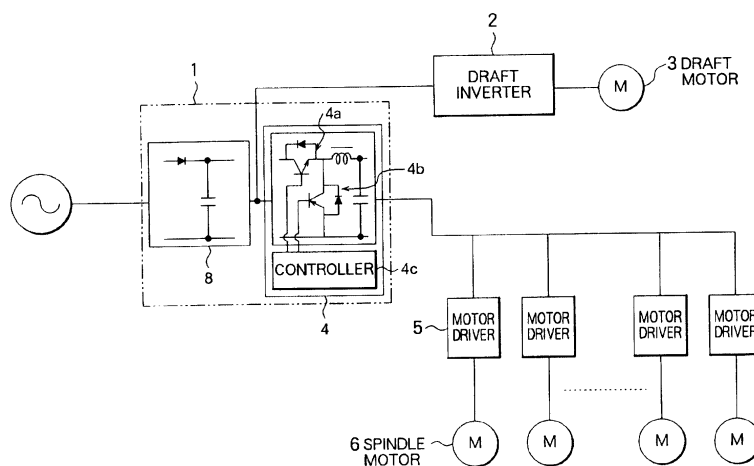 2
1
DRAFT
INVERTER
M
3 DRAFT
MOTOR
4a
4b
CONTROLLER
4c
8
4
5
MOTOR
DRIVER
MOTOR
DRIVER
MOTOR
DRIVER
MOTOR
DRIVER
6 SPINDLE
MOTOR
M
M
M
M